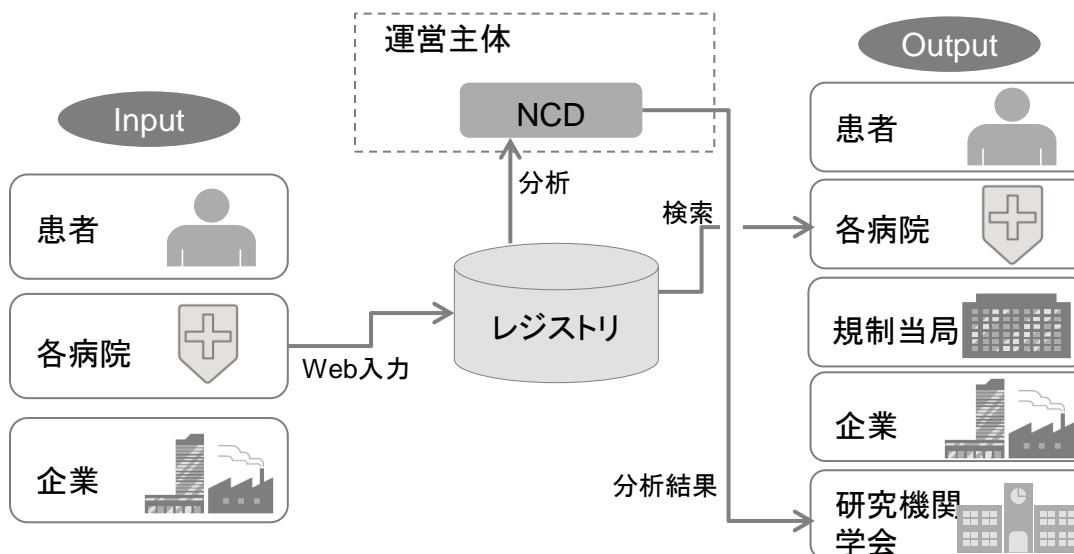 運営主体
NCD
Input
患者
各病院
企業
Web入力
分析
検索
レジストリ
分析結果
Output
患者
各病院
規制当局
企業
研究機関
学会